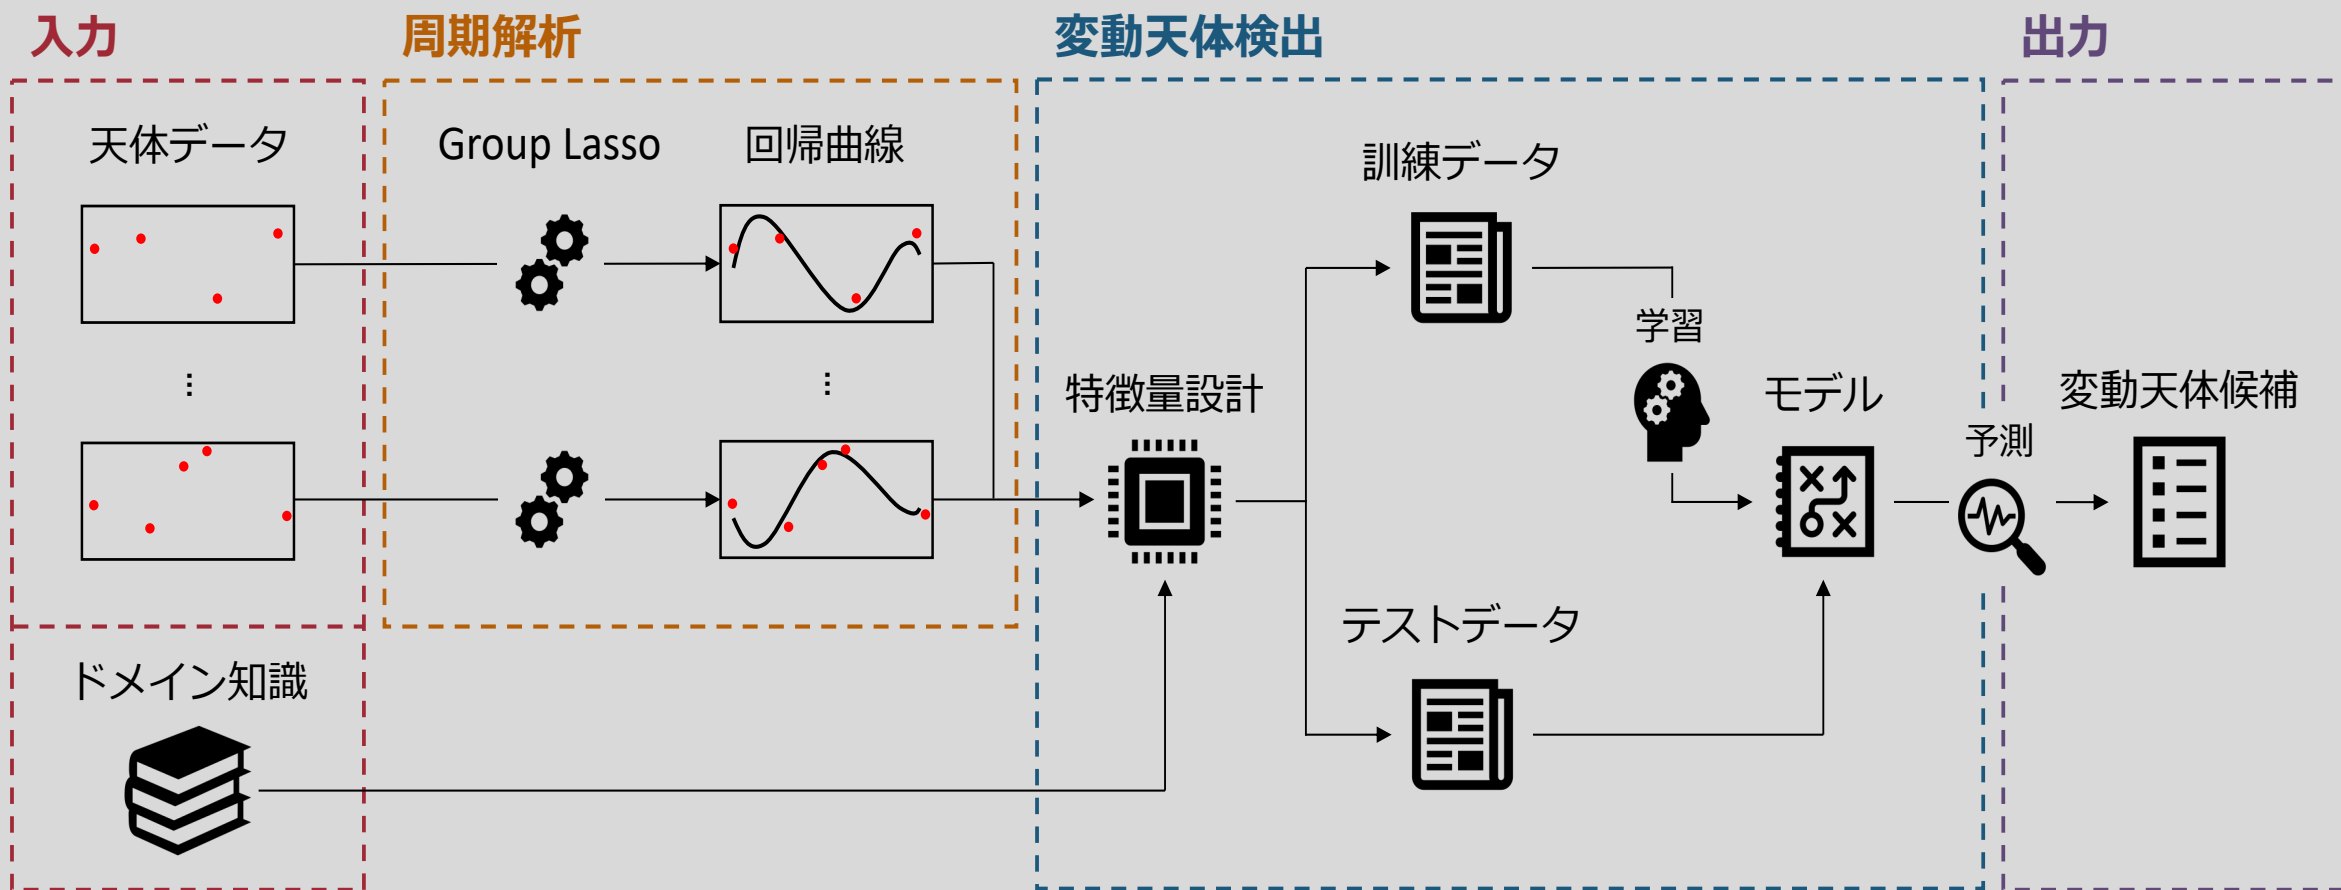 入力
周期解析
変動天体検出
出力
天体データ
Group Lasso
回帰曲線
訓練データ
学習
特徴量設計
モデル
変動天体候補
予測
テストデータ
ドメイン知識